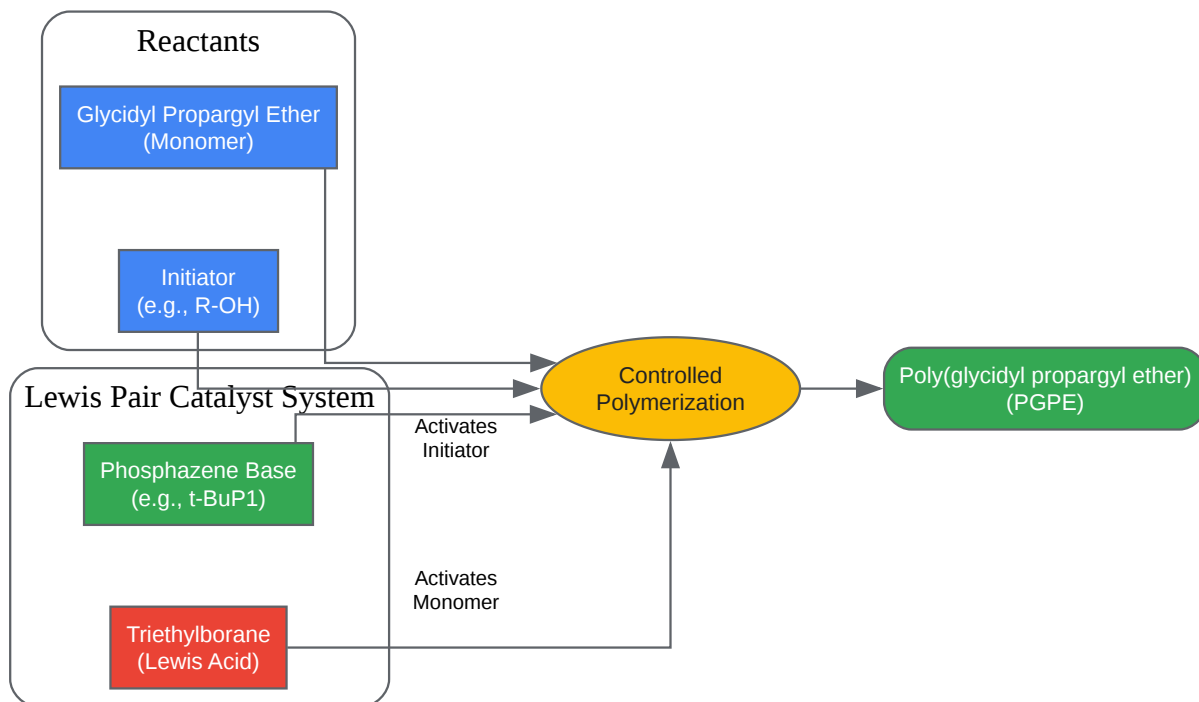 Reactants
Glycidyl Propargyl Ether
(Monomer)
Initiator
(e.g., R-OH)
Lewis Pair Catalyst System
Phosphazene Base
(e.g., t-BuP1)
Triethylborane
(Lewis Acid)
Activates
Initiator
Activates
Monomer
Controlled
Polymerization
Poly(glycidyl propargyl ether)
(PGPE)